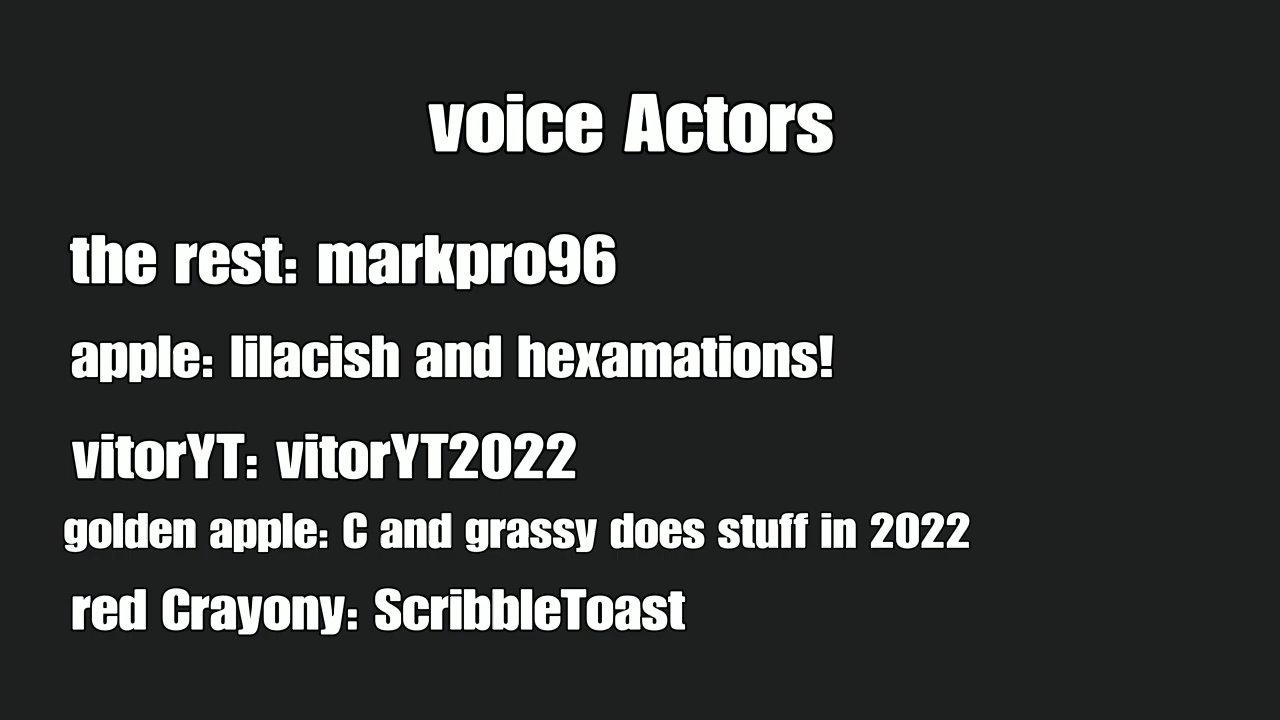 voice Actors
the rest: markpro96
apple: lilacish and hexamations!
vitorYT: vitorYT2022
golden apple: C and grassy does stuff in 2022
red Crayony: ScribbleToast